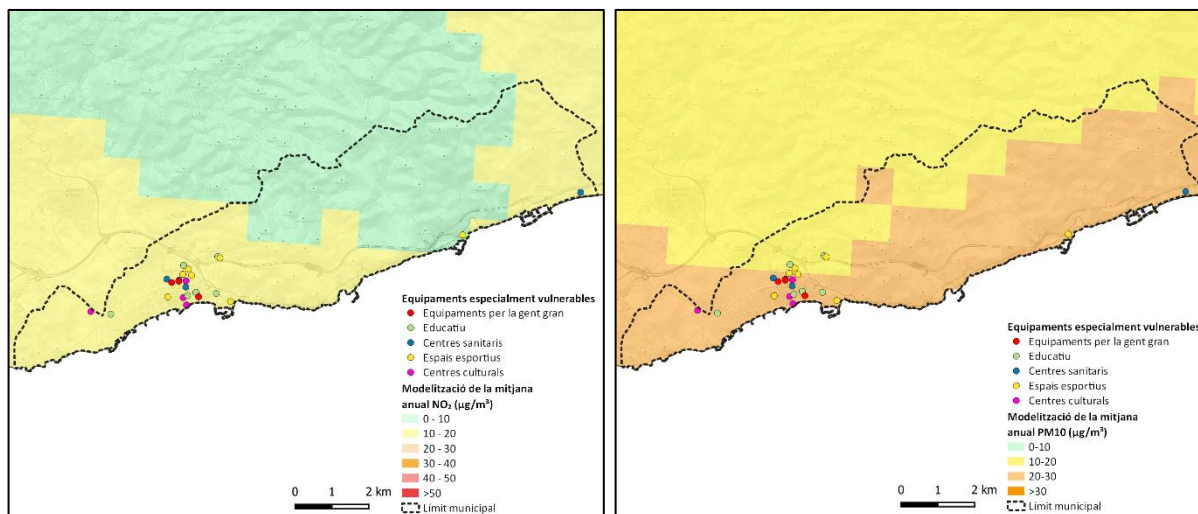 Equipaments especialment vulnerables
Equipaments per la gent gran
Educatiu
Centres sanitaris
Espais esportius
Centres culturals
Modelització de la mitjana
anual NO₂ (µg/m³)
0 - 10
10 - 20
20 - 30
30 - 40
40 - 50
>50
Límit municipal
0 1 2 km
Equipaments especialment vulnerables
Equipaments per la gent gran
Educatiu
Centres sanitaris
Espais esportius
Centres culturals
Modelització de la mitjana
anual PM10 (µg/m³)
0-10
10-20
20-30
>30
Límit municipal
0 1 2 km